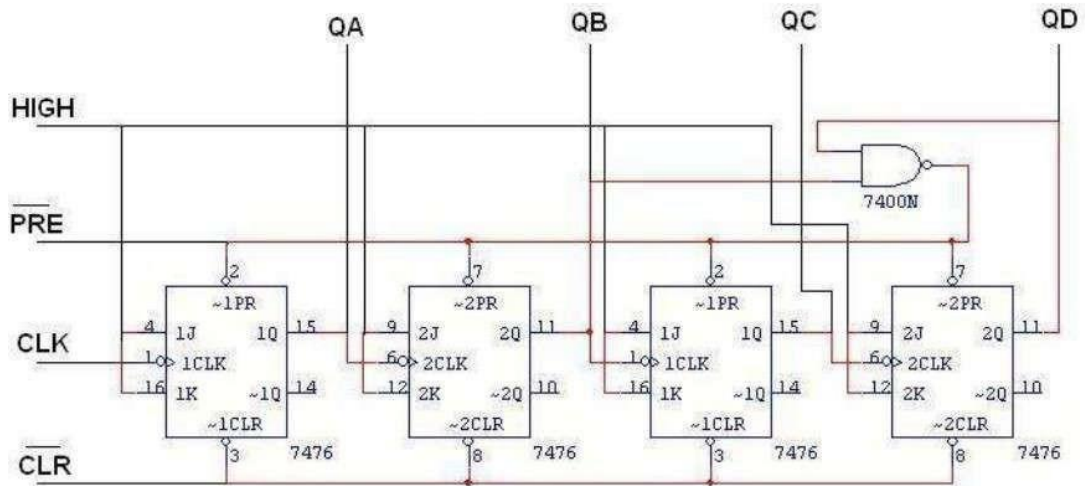 QA QB QC QD
HIGH
7400N
PRE
2 7 2 7
~1PR ~2PR ~1PR ~2PR
4 1J 1Q 15 9 2J 2Q 11 4 1J 1Q 15 9 2J 2Q 11
CLK 1 1CLK 6 2CLK 1 1CLK 6 2CLK
16 1K ~1Q 14 12 2K ~2Q 10 16 1K ~1Q 14 12 2K ~2Q 10
~1CLR ~2CLR ~1CLR ~2CLR
3 7476 8 7476 3 7476 8 7476
CLR